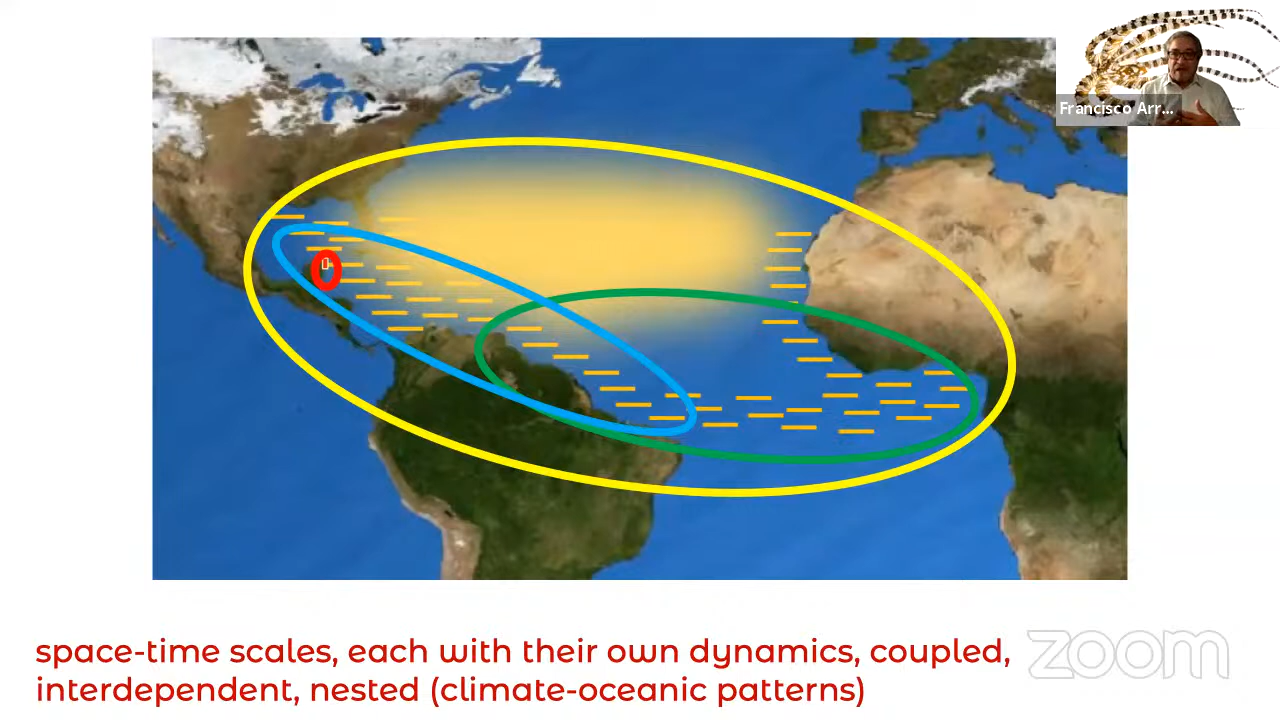 Francisco Arr...
space-time scales, each with their own dynamics, coupled,
interdependent, nested (climate-oceanic patterns)
zoom